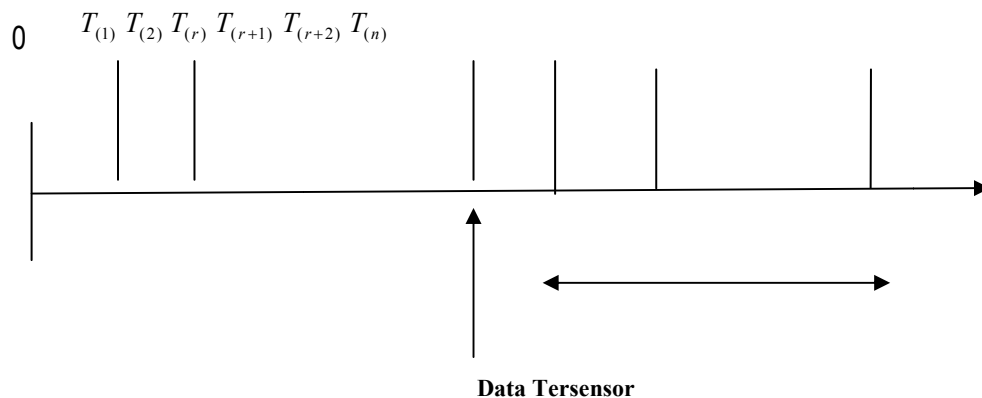 0 T(1) T(2) T(r) T(r+1) T(r+2) T(n)
Data Tersensor